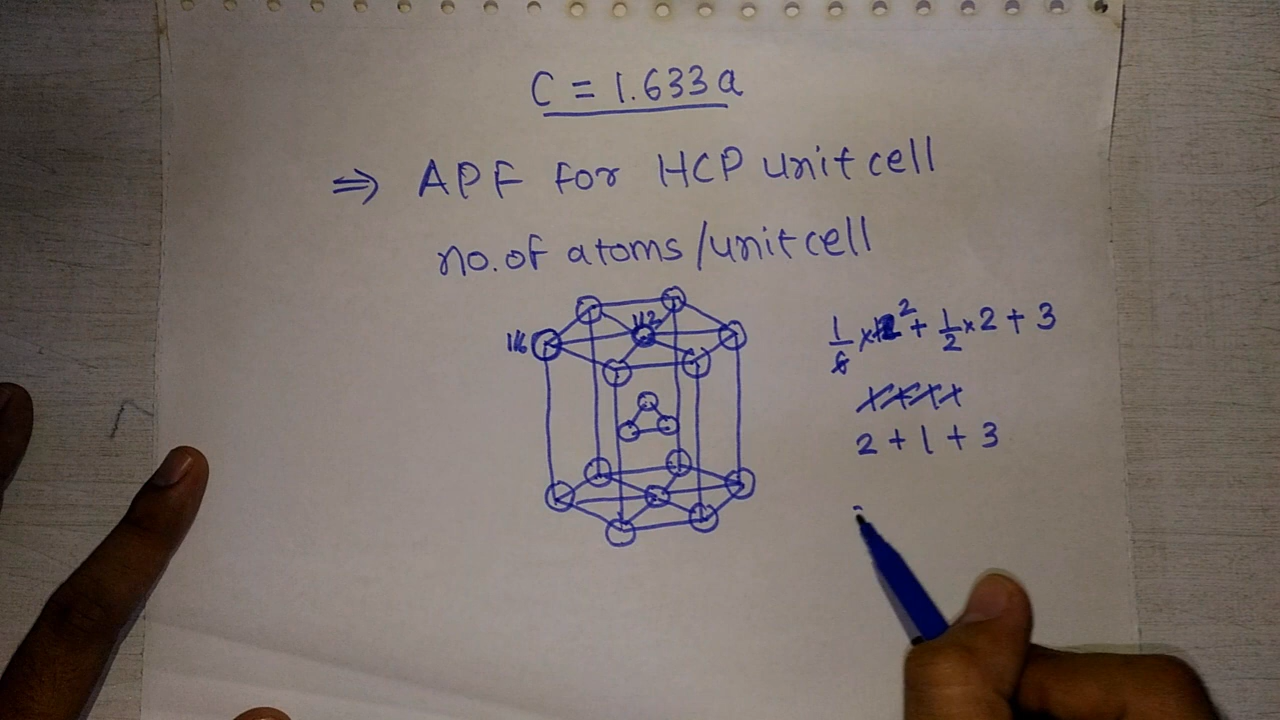 C = 1.633a
⇒ APF for HCP unit cell
no. of atoms/unit cell
1/6
1/2
1/6 × 12 2 + 1/2 × 2 + 3
2 + 1 + 3